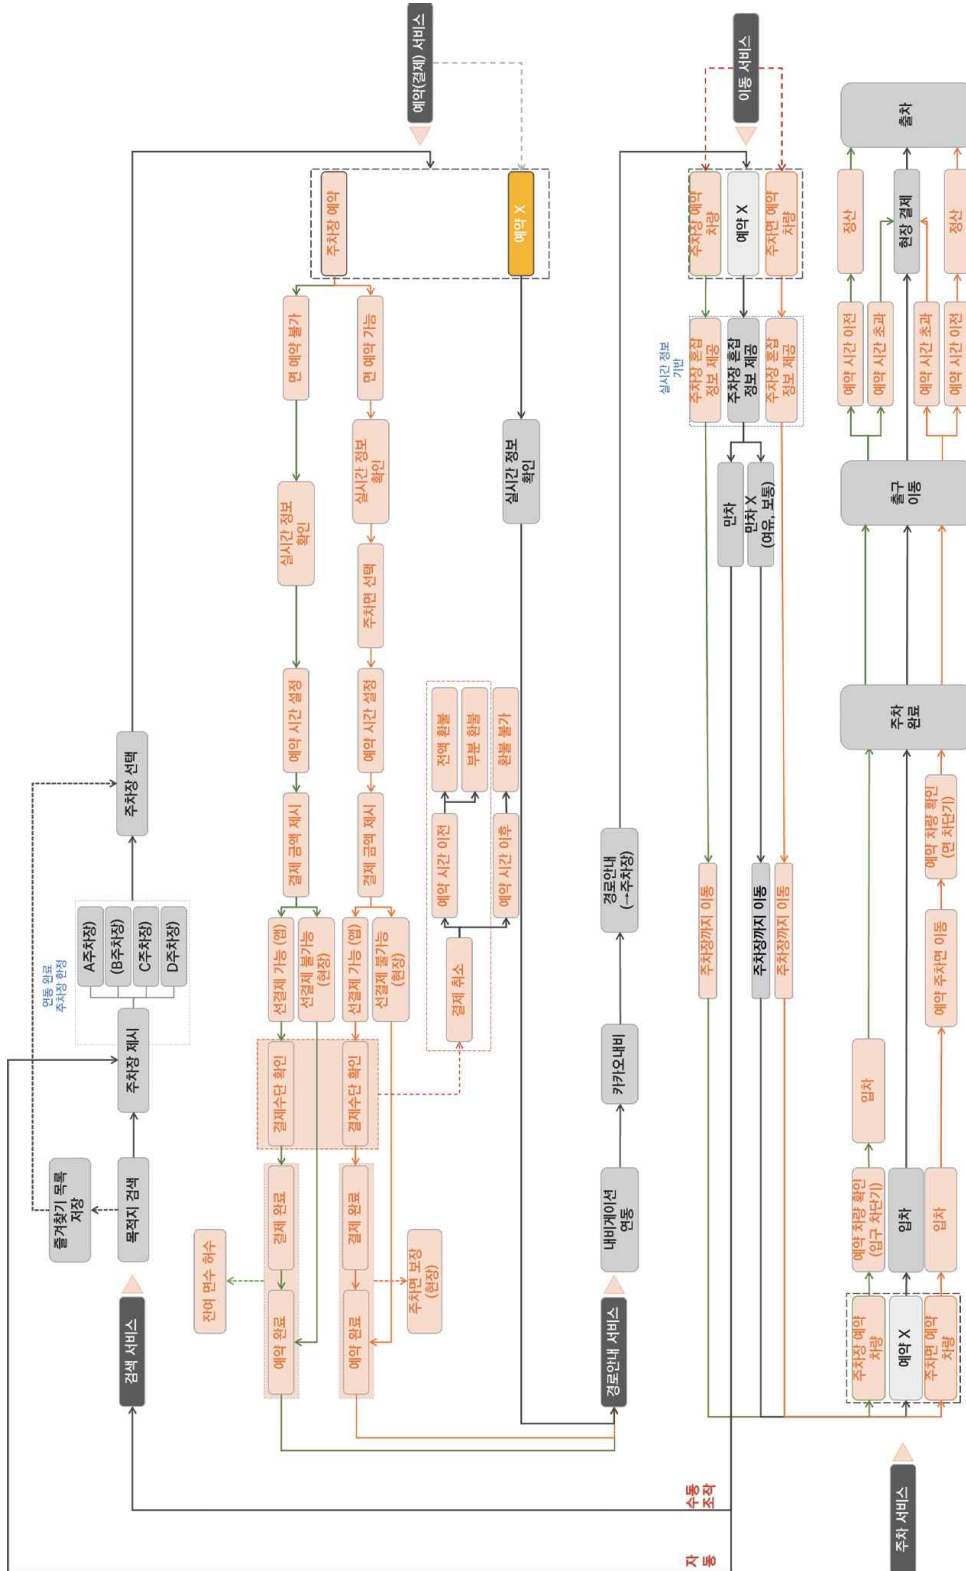 검색 서비스
목적지 검색
즐겨찾기 목록
저장
주차장 제시
연동 완료
주차장 한정
A주차장)
(B주차장)
C주차장)
D주차장)
주차장 선택
예약(결제) 서비스
주차장 예약
예약 X
면 예약 불가
면 예약 가능
실시간 정보
확인
실시간 정보
확인
주차면 선택
실시간 정보
확인
예약 시간 설정
예약 시간 설정
결제 금액 제시
결제 금액 제시
선결제 가능 (앱)
선결제 불가능
(현장)
선결제 가능 (앱)
선결제 불가능
(현장)
결제수단 확인
결제수단 확인
결제 취소
예약 시간 이전
예약 시간 이후
전액 환불
부분 환불
환불 불가
결제 완료
결제 완료
예약 완료
예약 완료
잔여 면수 허수
주차면 보장
(현장)
경로안내 서비스
내비게이션
연동
카카오내비
경로안내
(→주차장)
이동 서비스
주차장 예약
차량
예약 X
주차면 예약
차량
실시간 정보
기반
주차장 혼잡
정보 제공
주차장 혼잡
정보 제공
주차장 혼잡
정보 제공
만차
만차 X
(여유, 보통)
주차장까지 이동
주차장까지 이동
주차장까지 이동
수동
조작
자
동
주차 서비스
주차장 예약
차량
예약 X
주차면 예약
차량
예약 차량 확인
(입구 차단기)
입차
입차
입차
예약 주차면 이동
예약 차량 확인
(면 차단기)
주차
완료
출구
이동
예약 시간 이전
예약 시간 초과
예약 시간 초과
예약 시간 이전
정산
현장 결제
정산
출차